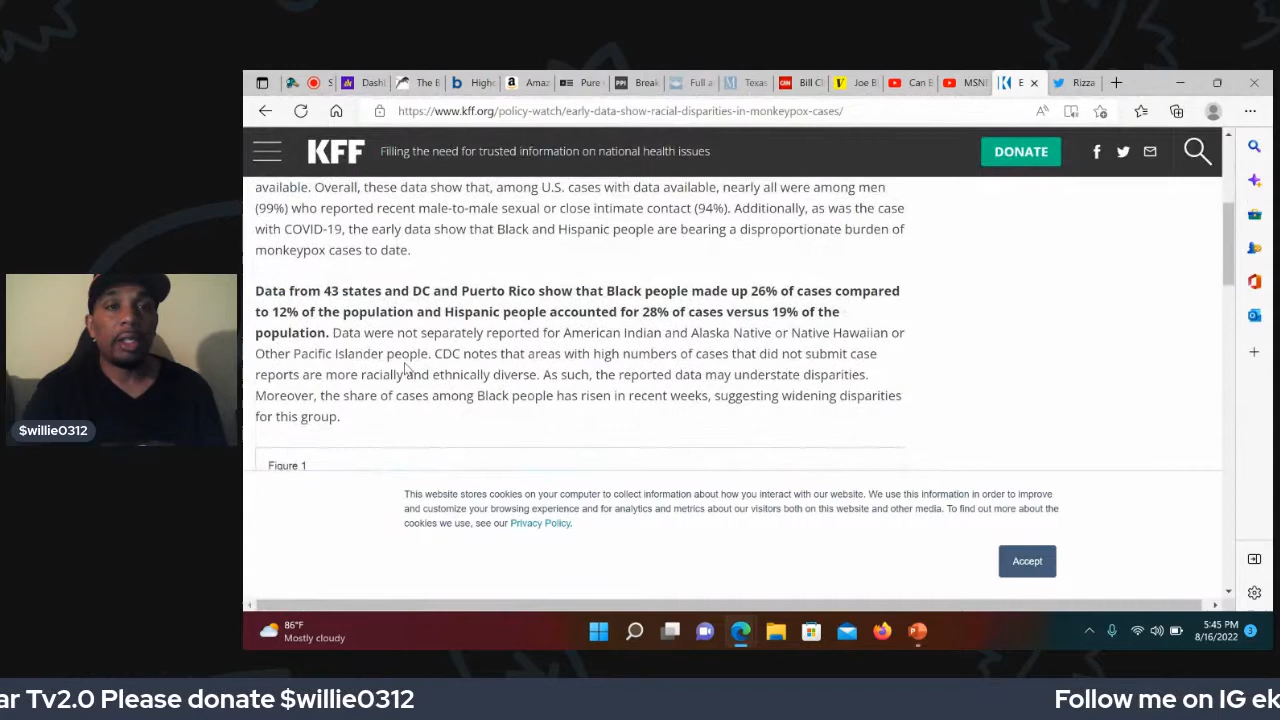 S
Dashl
The E
High
Amaz
Pure
PPI
Break
Full a
Texas
CNN
Bill C
Joe B
Can E
MSN
E
Rizza
https://www.kff.org/policy-watch/early-data-show-racial-disparities-in-monkeypox-cases/
KFF
Filling the need for trusted information on national health issues
DONATE
available. Overall, these data show that, among U.S. cases with data available, nearly all were among men
(99%) who reported recent male-to-male sexual or close intimate contact (94%). Additionally, as was the case
with COVID-19, the early data show that Black and Hispanic people are bearing a disproportionate burden of
monkeypox cases to date.
Data from 43 states and DC and Puerto Rico show that Black people made up 26% of cases compared
to 12% of the population and Hispanic people accounted for 28% of cases versus 19% of the
population. Data were not separately reported for American Indian and Alaska Native or Native Hawaiian or
Other Pacific Islander people. CDC notes that areas with high numbers of cases that did not submit case
reports are more racially and ethnically diverse. As such, the reported data may understate disparities.
Moreover, the share of cases among Black people has risen in recent weeks, suggesting widening disparities
for this group.
Figure 1
This website stores cookies on your computer to collect information about how you interact with our website. We use this information in order to improve
and customize your browsing experience and for analytics and metrics about our visitors both on this website and other media. To find out more about the
cookies we use, see our Privacy Policy.
Accept
$willie0312
86°F
Mostly cloudy
5:45 PM
8/16/2022
3
ar Tv2.0 Please donate $willie0312
Follow me on IG ek